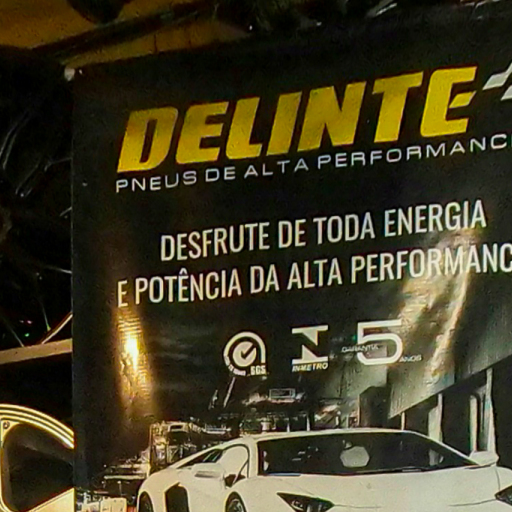 DELINTE
PNEUS DE ALTA PERFORMANC
DESFRUTE DE TODA ENERGIA
E POTÊNCIA DA ALTA PERFORMANC
SGS INMETRO GARANTIA 5 ANOS